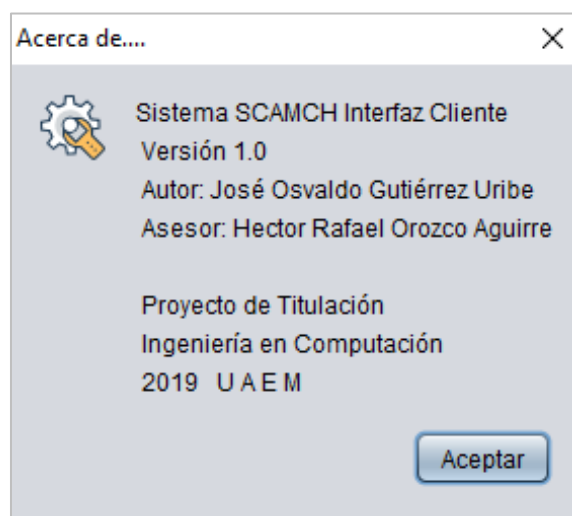 Acerca de....
Sistema SCAMCH Interfaz Cliente
Versión 1.0
Autor: José Osvaldo Gutiérrez Uribe
Asesor: Hector Rafael Orozco Aguirre
Proyecto de Titulación
Ingeniería en Computación
2019 U A E M
Aceptar